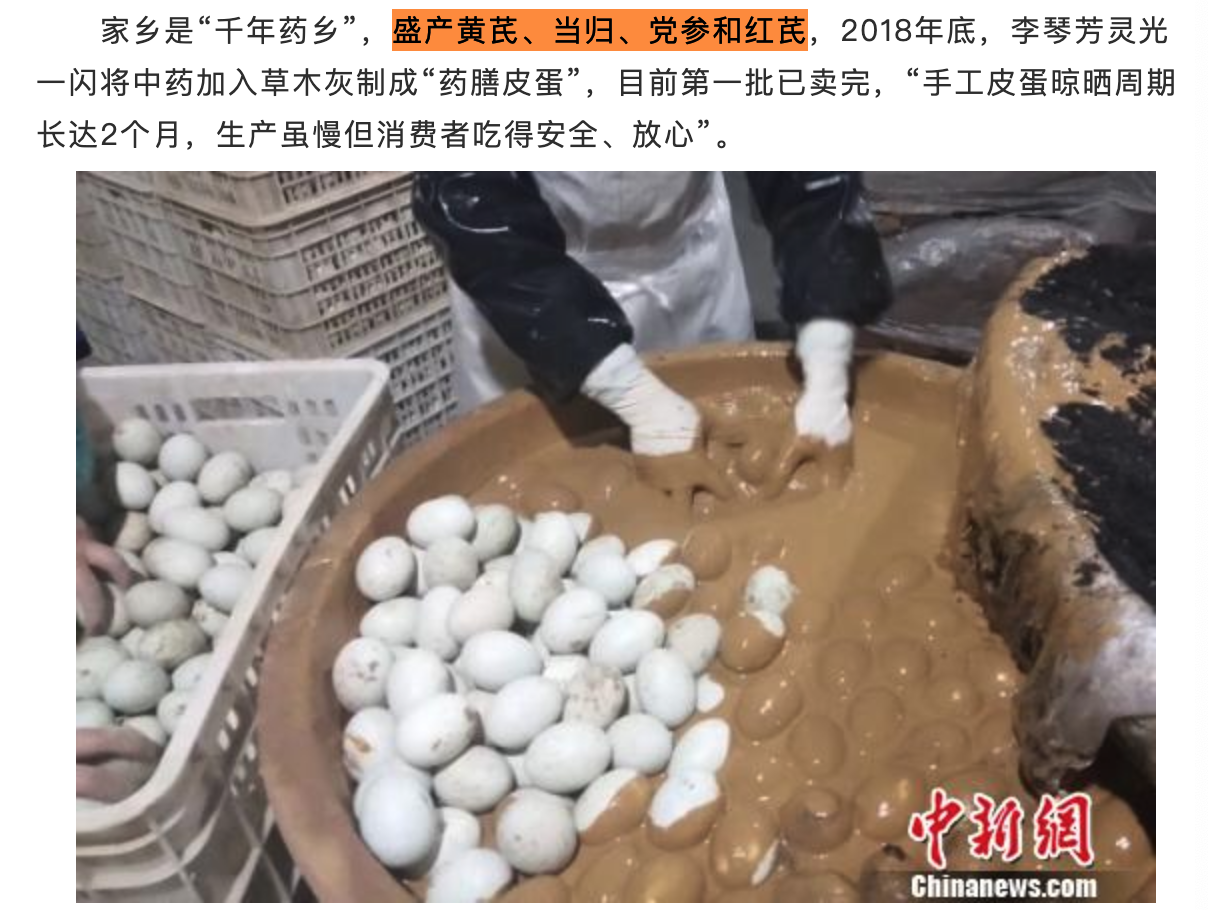 家乡是“千年药乡”，盛产黄芪、当归、党参和红芪，2018年底，李琴芳灵光
一闪将中药加入草木灰制成“药膳皮蛋”，目前第一批已卖完，“手工皮蛋晾晒周期
长达2个月，生产虽慢但消费者吃得安全、放心”。
中新網
Chinanews.com